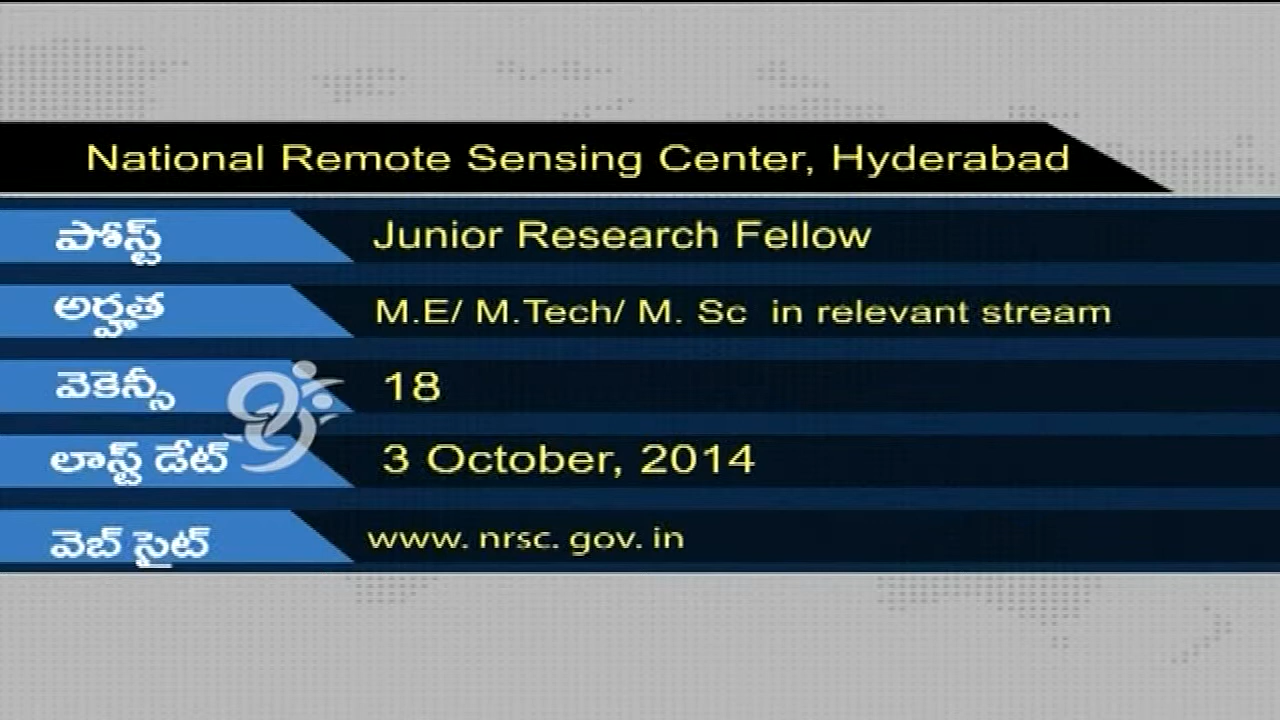 National Remote Sensing Center, Hyderabad
పోస్ట్ Junior Research Fellow
అర్హత M.E/ M.Tech/ M. Sc in relevant stream
వెకెన్సీ 18
లాస్ట్ డేట్ 3 October, 2014
వెబ్ సైట్ www. nrsc. gov. in